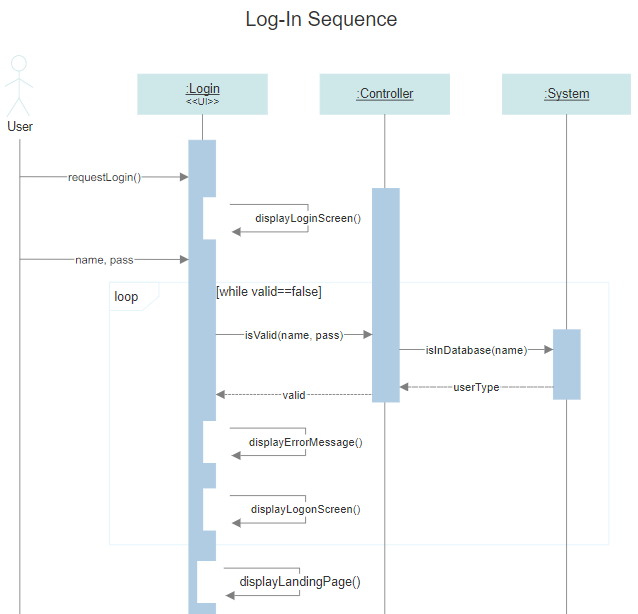 Log-In Sequence
:Login
<<UI>>
:Controller
:System
User
requestLogin()
displayLoginScreen()
name, pass
loop
[while valid==false]
isValid(name, pass)
isInDatabase(name)
userType
valid
displayErrorMessage()
displayLogonScreen()
displayLandingPage()